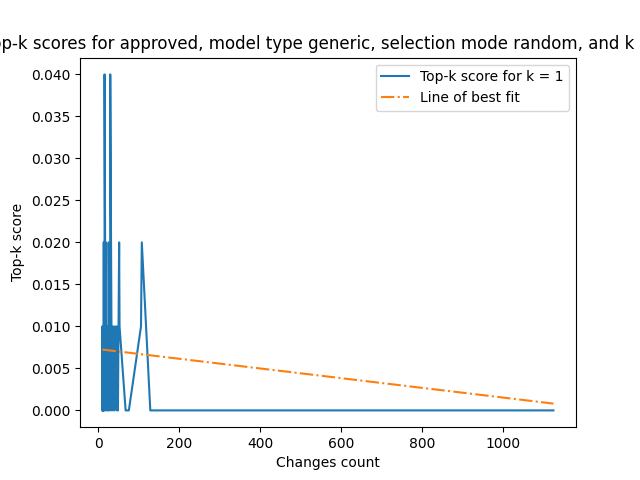 scores for approved, model type generic, selection mode random, and k
Top-k score for k = 1
Line of best fit
0.040
0.035
0.030
0.025
0.020
0.015
0.010
0.005
0.000
Top-k score
0 200 400 600 800 1000
Changes count